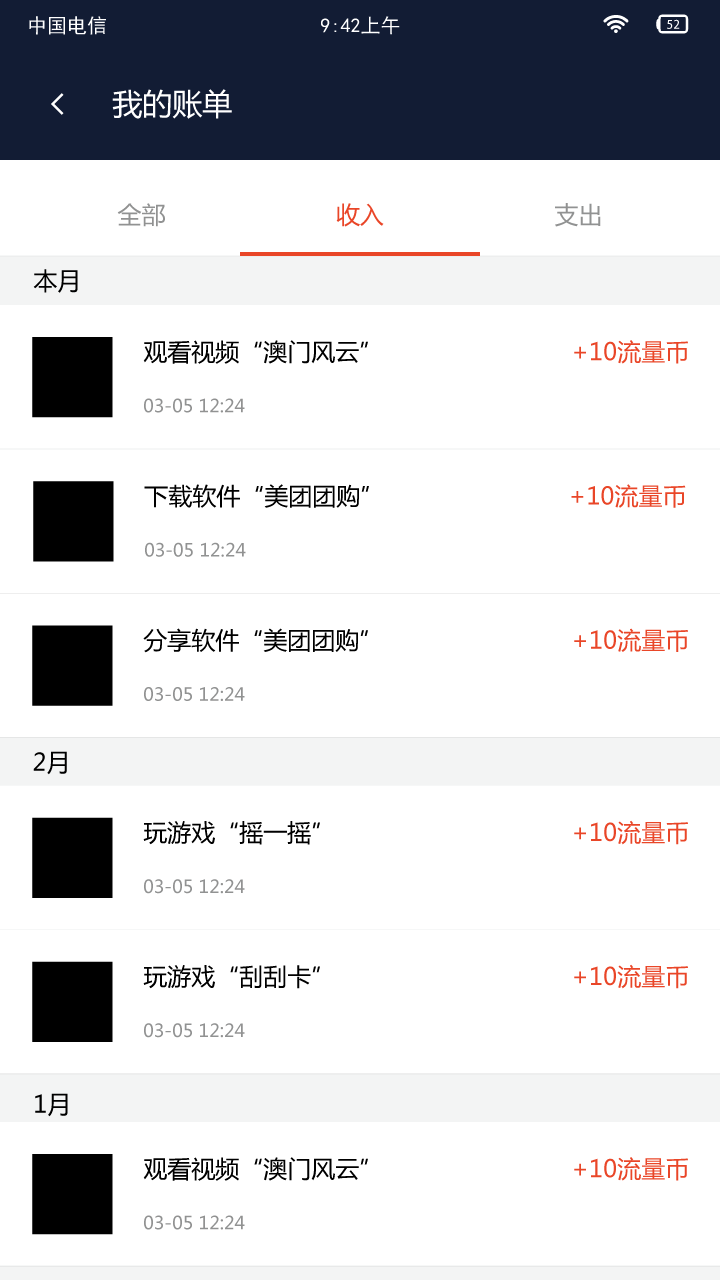 中国电信 9:42上午 52
我的账单
全部 收入 支出
本月
观看视频“澳门风云” +10流量币
03-05 12:24
下载软件“美团团购” +10流量币
03-05 12:24
分享软件“美团团购” +10流量币
03-05 12:24
2月
玩游戏“摇一摇” +10流量币
03-05 12:24
玩游戏“刮刮卡” +10流量币
03-05 12:24
1月
观看视频“澳门风云” +10流量币
03-05 12:24